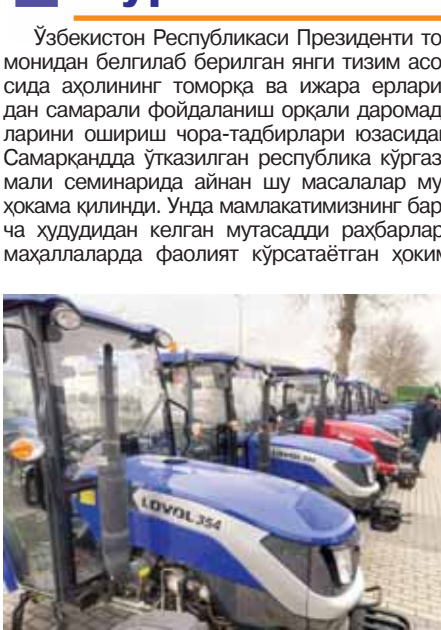 Ўзбекистон Республикаси Президенти то
монидан белгилаб берилган янги тизим асо
сида аҳолининг томорқа ва ижара ерлари
дан самарали фойдаланиш орқали даромад
ларини ошириш чора-тадбирлари юзасидан
Самарқандда ўтказилган республика кўргаз
мали семинарида айнан шу масалалар му
ҳокама қилинди. Унда мамлакатимизнинг бар
ча ҳудудидан келган мутасадди раҳбарлар
маҳаллаларда фаолият кўрсатаётган ҳоким
LOVOL 354